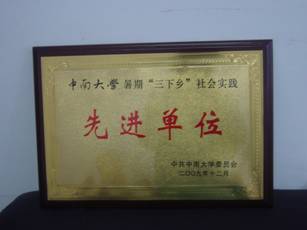 中南大学暑期“三下乡”社会实践
先进单位
中共中南大学委员会
二〇〇九年十二月